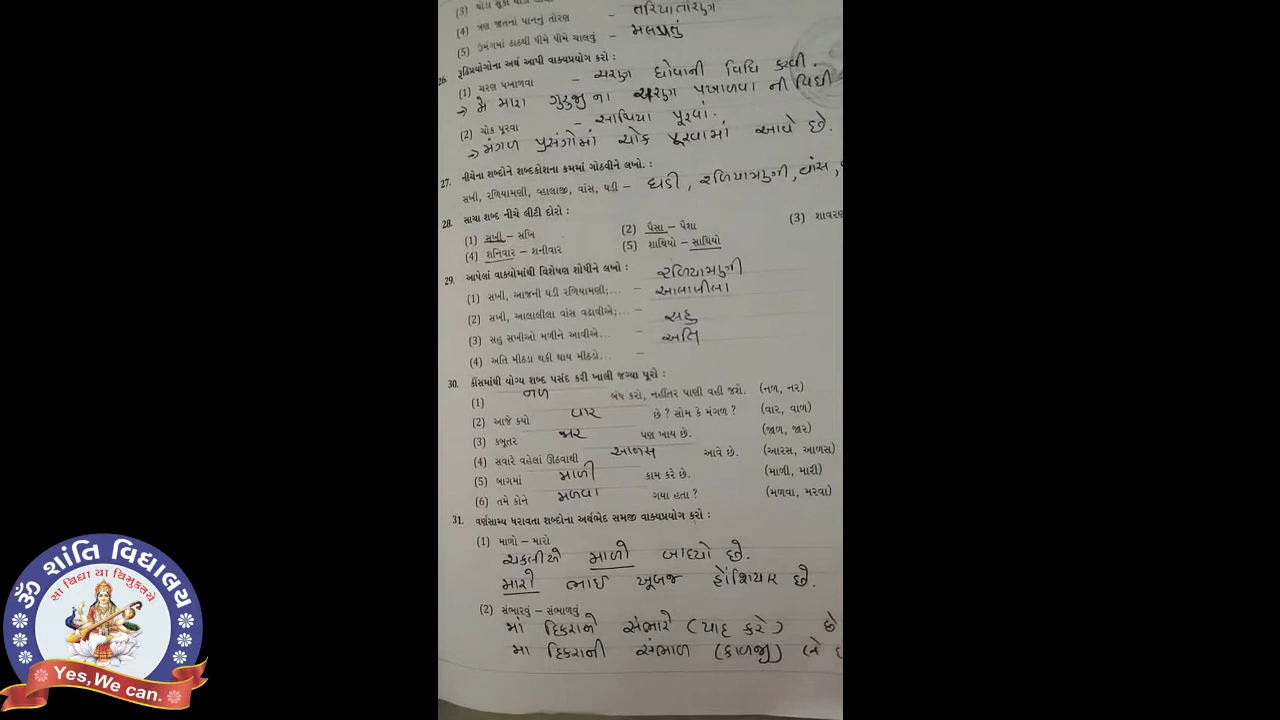 (3) થોડા સૂકા થોડા લીલા
(4) ત્રણ જાતનાં પાનનું તોરણ - તરિયાતોરણ
(5) ઉમંગમાં ઠાઠથી ધીમે ધીમે ચાલવું - મલપતું
26. રૂઢિપ્રયોગોના અર્થ આપી વાક્યપ્રયોગ કરો :
(1) ચરણ પખાળવા - ચરણ ધોવાની વિધિ કરવી.
→ મે મારા ગુરુજી ના ચરણ પખાળવા ની વિધી
(2) ચોક પૂરવા - સાથિયા પૂરવા.
→ મંગળ પ્રસંગોમાં ચોક પૂરવામાં આવે છે.
27. નીચેના શબ્દોને શબ્દકોશના ક્રમમાં ગોઠવીને લખો. :
સખી, રળિયામણી, વ્હાલાજી, વાંસ, ઘડી - ઘડી, રળિયામણી, વાંસ,
28. સાચા શબ્દ નીચે લીટી દોરો :
(1) સખી – સખિ (2) પૈસા – પૈશા (3) શાવરણ
(4) શનિવાર – શનીવાર (5) શાથિયો – સાથિયો
29. આપેલાં વાક્યોમાંથી વિશેષણ શોધીને લખો :
(1) સખી, આજની ઘડી રળિયામણી;... - રળિયામણી
(2) સખી, આલાલીલા વાંસ વઢાવીએ;... - આલાલીલા
(3) સહુ સખીઓ મળીને આવીએ... - સહુ
(4) અતિ મીઠડા થકી થાય મીઠડો... - અતિ
30. કૌંસમાંથી યોગ્ય શબ્દ પસંદ કરી ખાલી જગ્યા પૂરો :
(1) નળ બંધ કરો, નહીંતર પાણી વહી જશે. (નળ, નર)
(2) આજે કયો વાર છે ? સોમ કે મંગળ ? (વાર, વાળ)
(3) કબૂતર જાર પણ ખાય છે. (જાળ, જાર)
(4) સવારે વહેલાં ઊઠવાથી આળસ આવે છે. (આરસ, આળસ)
(5) બાગમાં માળી કામ કરે છે. (માળી, મારી)
(6) તમે કોને મળવા ગયા હતા ? (મળવા, મરવા)
31. વર્ણસામ્ય ધરાવતા શબ્દોના અર્થભેદ સમજી વાક્યપ્રયોગ કરો :
(1) માળો – મારો
ચકલીએ માળો બાંધ્યો છે.
મારો ભાઈ ખૂબજ હોંશિયાર છે.
(2) સંભારવું – સંભાળવું
માં દિકરાને સંભારે (યાદ કરે) છે
મા દિકરાની સંભાળ (કાળજી) લે છે
ૐ શાંતિ વિદ્યાલય
સા વિદ્યા યા વિમુક્તયે
Yes,We can.